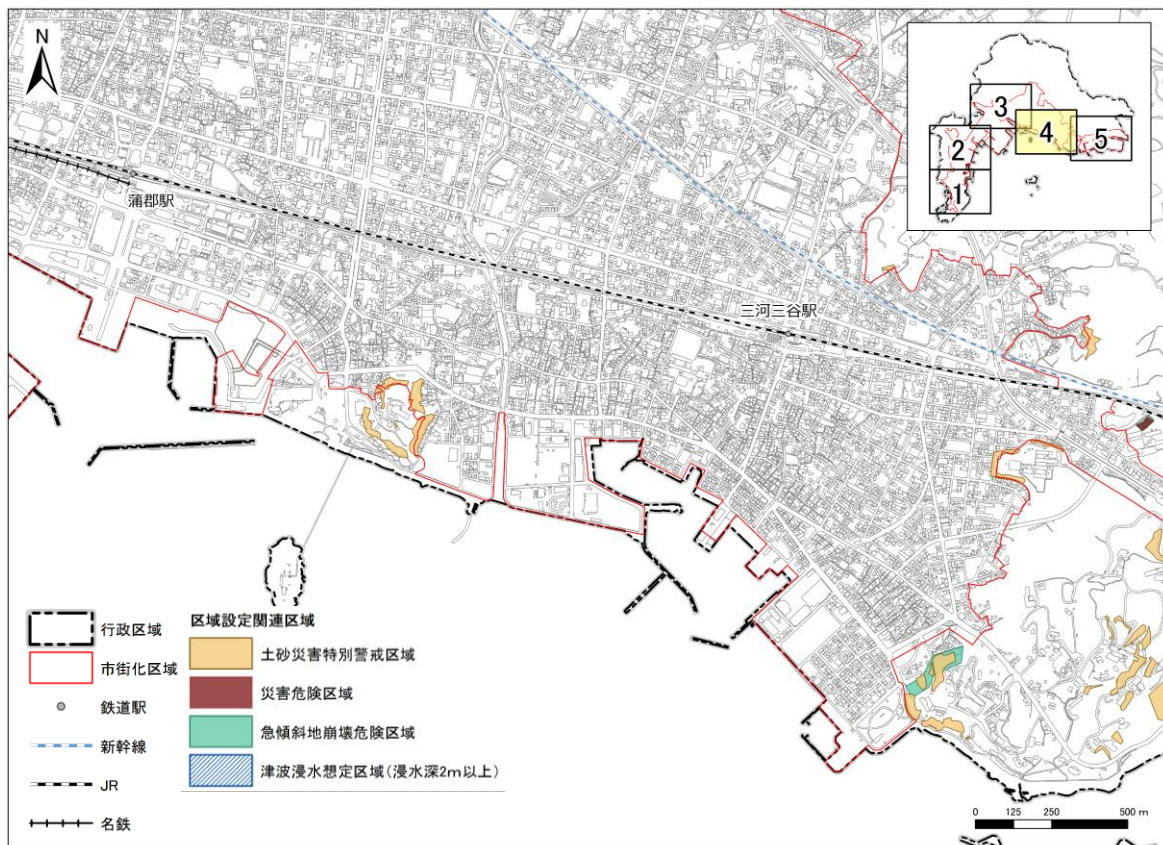 N
蒲郡駅
三河三谷駅
3
4
5
2
1
行政区域
市街化区域
鉄道駅
新幹線
JR
名鉄
区域設定関連区域
土砂災害特別警戒区域
災害危険区域
急傾斜地崩壊危険区域
津波浸水想定区域(浸水深2m以上)
0 125 250 500 m